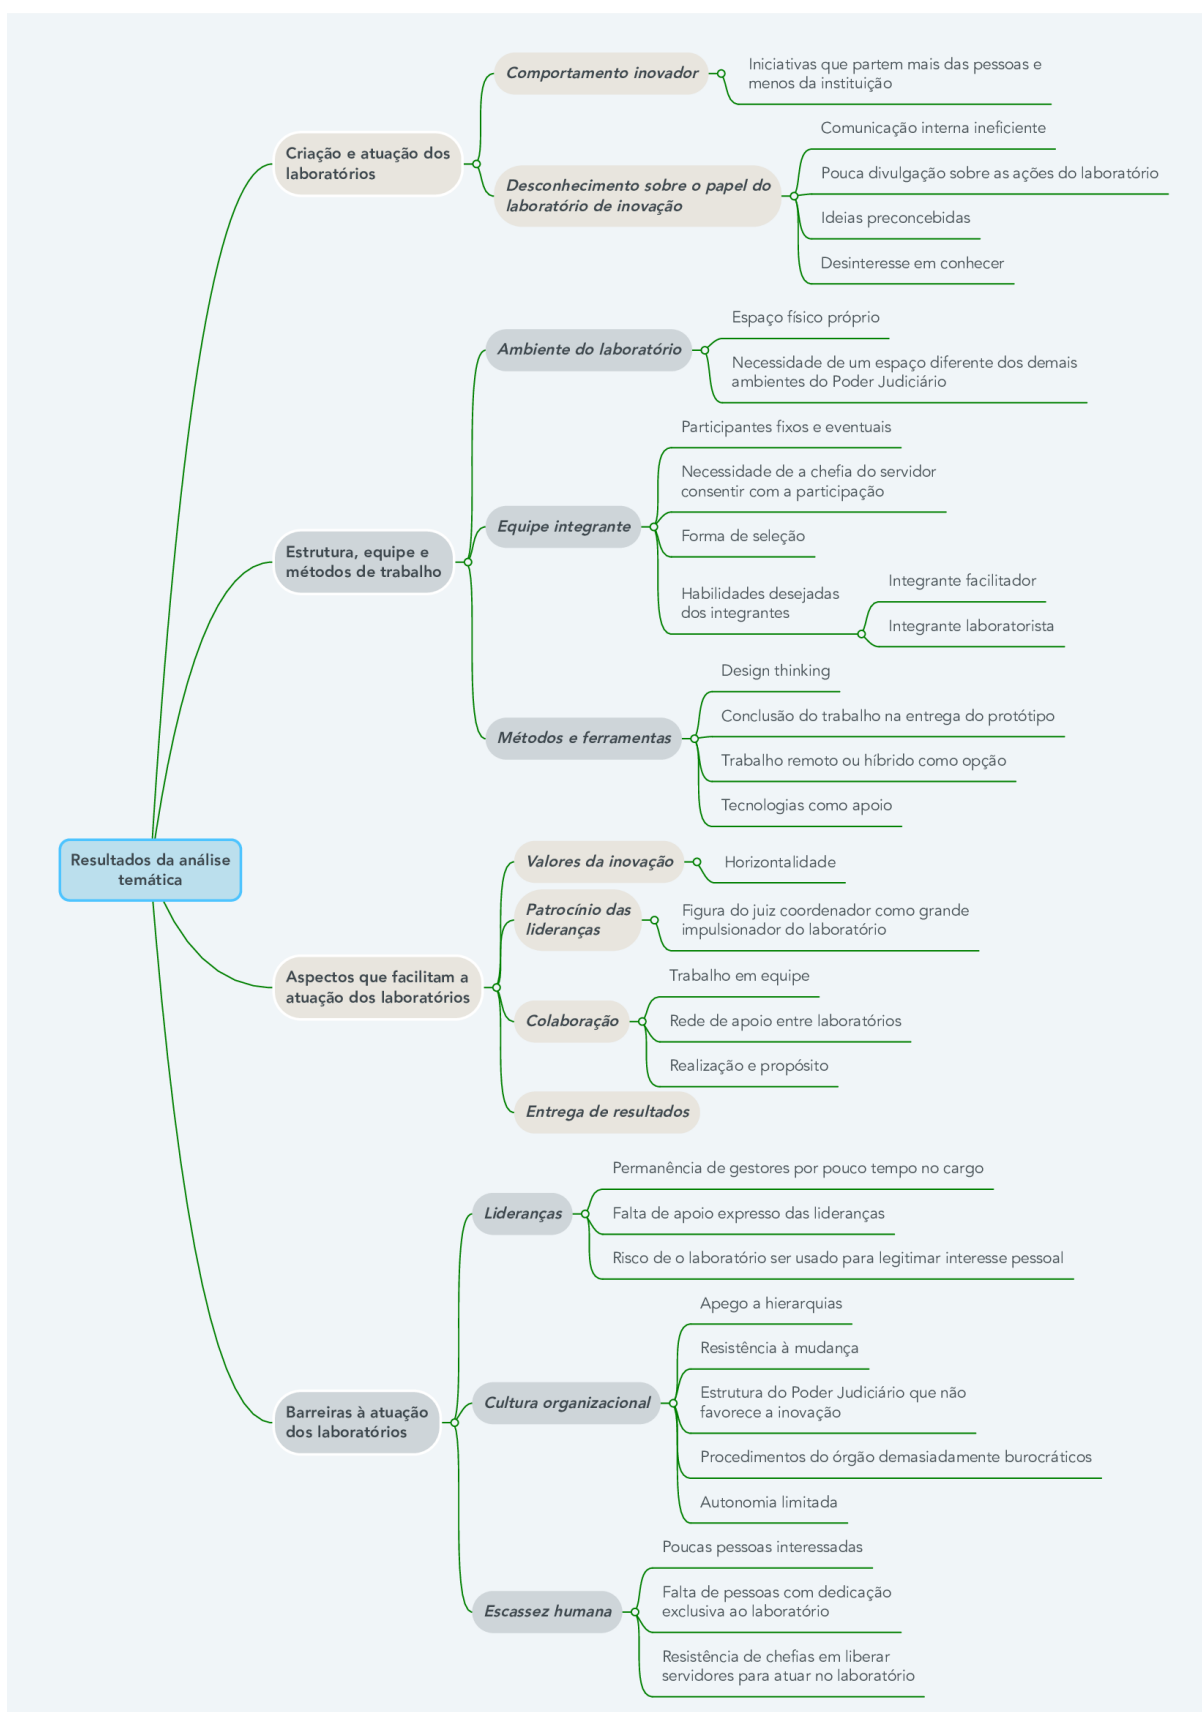 Resultados da análise
temática
Criação e atuação dos
laboratórios
Comportamento inovador
Iniciativas que partem mais das pessoas e
menos da instituição
Desconhecimento sobre o papel do
laboratório de inovação
Comunicação interna ineficiente
Pouca divulgação sobre as ações do laboratório
Ideias preconcebidas
Desinteresse em conhecer
Estrutura, equipe e
métodos de trabalho
Ambiente do laboratório
Espaço físico próprio
Necessidade de um espaço diferente dos demais
ambientes do Poder Judiciário
Equipe integrante
Participantes fixos e eventuais
Necessidade de a chefia do servidor
consentir com a participação
Forma de seleção
Habilidades desejadas
dos integrantes
Integrante facilitador
Integrante laboratorista
Métodos e ferramentas
Design thinking
Conclusão do trabalho na entrega do protótipo
Trabalho remoto ou híbrido como opção
Tecnologias como apoio
Aspectos que facilitam a
atuação dos laboratórios
Valores da inovação
Horizontalidade
Patrocínio das
lideranças
Figura do juiz coordenador como grande
impulsionador do laboratório
Colaboração
Trabalho em equipe
Rede de apoio entre laboratórios
Realização e propósito
Entrega de resultados
Barreiras à atuação
dos laboratórios
Lideranças
Permanência de gestores por pouco tempo no cargo
Falta de apoio expresso das lideranças
Risco de o laboratório ser usado para legitimar interesse pessoal
Cultura organizacional
Apego a hierarquias
Resistência à mudança
Estrutura do Poder Judiciário que não
favorece a inovação
Procedimentos do órgão demasiadamente burocráticos
Autonomia limitada
Escassez humana
Poucas pessoas interessadas
Falta de pessoas com dedicação
exclusiva ao laboratório
Resistência de chefias em liberar
servidores para atuar no laboratório